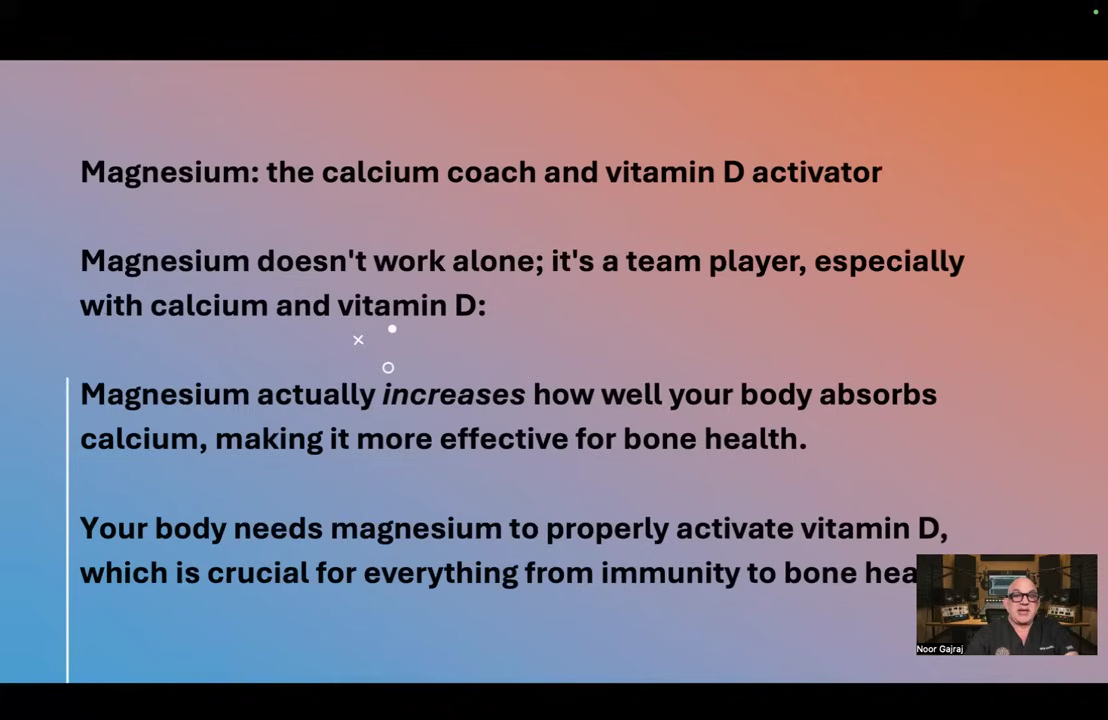 Magnesium: the calcium coach and vitamin D activator
Magnesium doesn't work alone; it's a team player, especially
with calcium and vitamin D:
Magnesium actually increases how well your body absorbs
calcium, making it more effective for bone health.
Your body needs magnesium to properly activate vitamin D,
which is crucial for everything from immunity to bone hea
Noor Gajraj